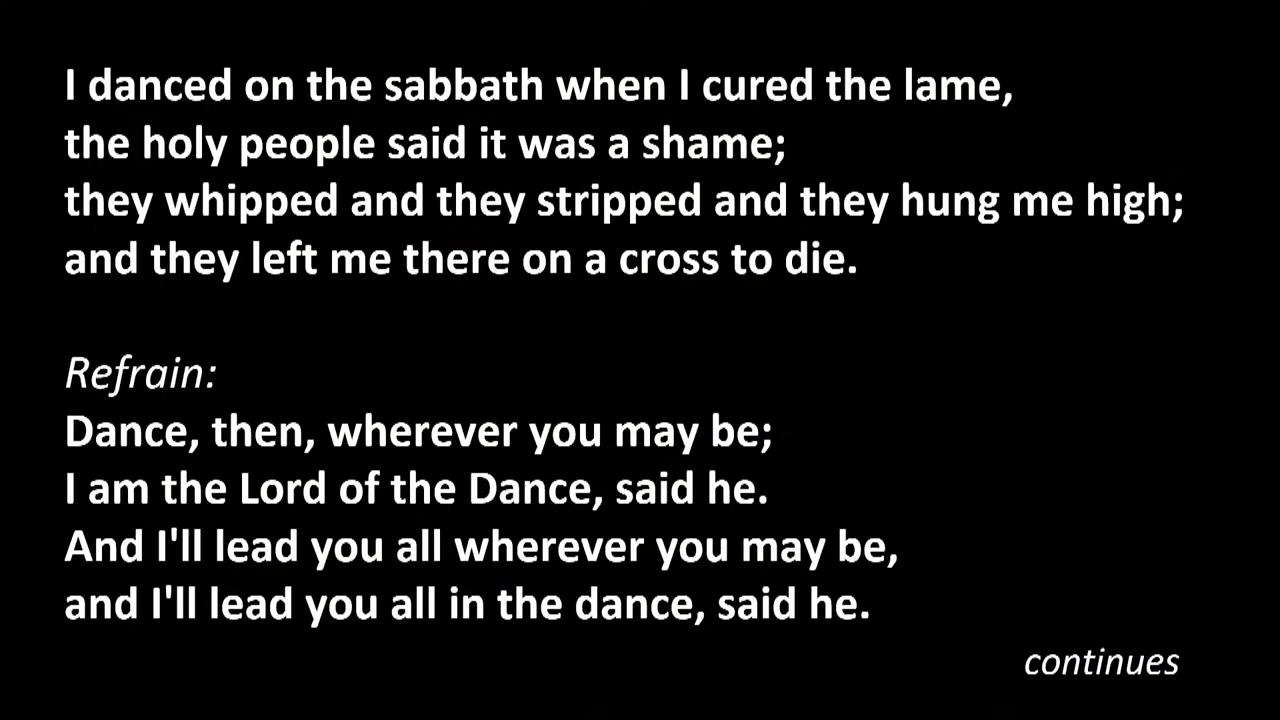 I danced on the sabbath when I cured the lame,
the holy people said it was a shame;
they whipped and they stripped and they hung me high;
and they left me there on a cross to die.
Refrain:
Dance, then, wherever you may be;
I am the Lord of the Dance, said he.
And I'll lead you all wherever you may be,
and I'll lead you all in the dance, said he.
continues